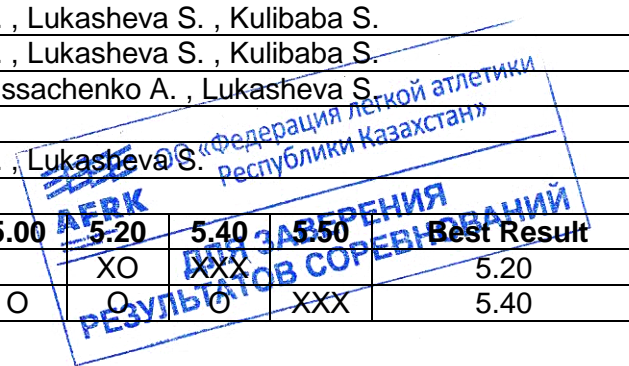 . , Lukasheva S. , Kulibaba S.
. , Lukasheva S. , Kulibaba S.
ssachenko A. , Lukasheva S.
. , Lukasheva S.
ОО «Федерация легкой атлетики
Республики Казахстан»
AERK
ДЛЯ ЗАВЕРЕНИЯ
РЕЗУЛЬТАТОВ СОРЕВНОВАНИЙ
5.00 5.20 5.40 5.50 Best Result
XO XXX 5.20
O O O XXX 5.40